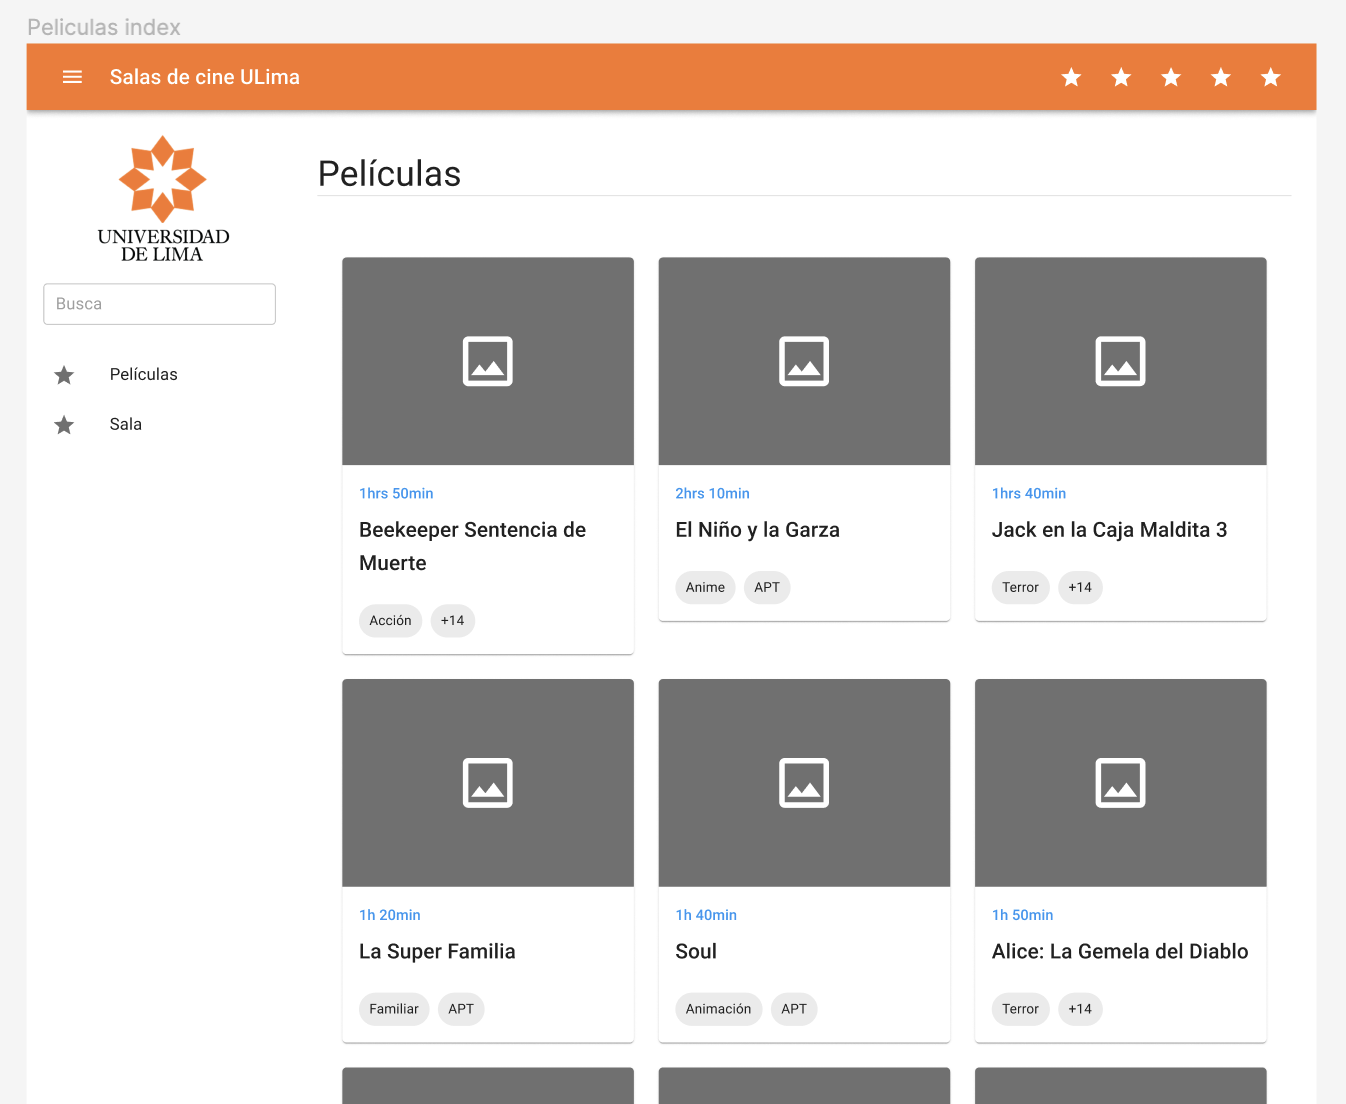 Peliculas index
Salas de cine ULima
UNIVERSIDAD
DE LIMA
Busca
Películas
Sala
Películas
1hrs 50min
Beekeeper Sentencia de
Muerte
Acción +14
2hrs 10min
El Niño y la Garza
Anime APT
1hrs 40min
Jack en la Caja Maldita 3
Terror +14
1h 20min
La Super Familia
Familiar APT
1h 40min
Soul
Animación APT
1h 50min
Alice: La Gemela del Diablo
Terror +14